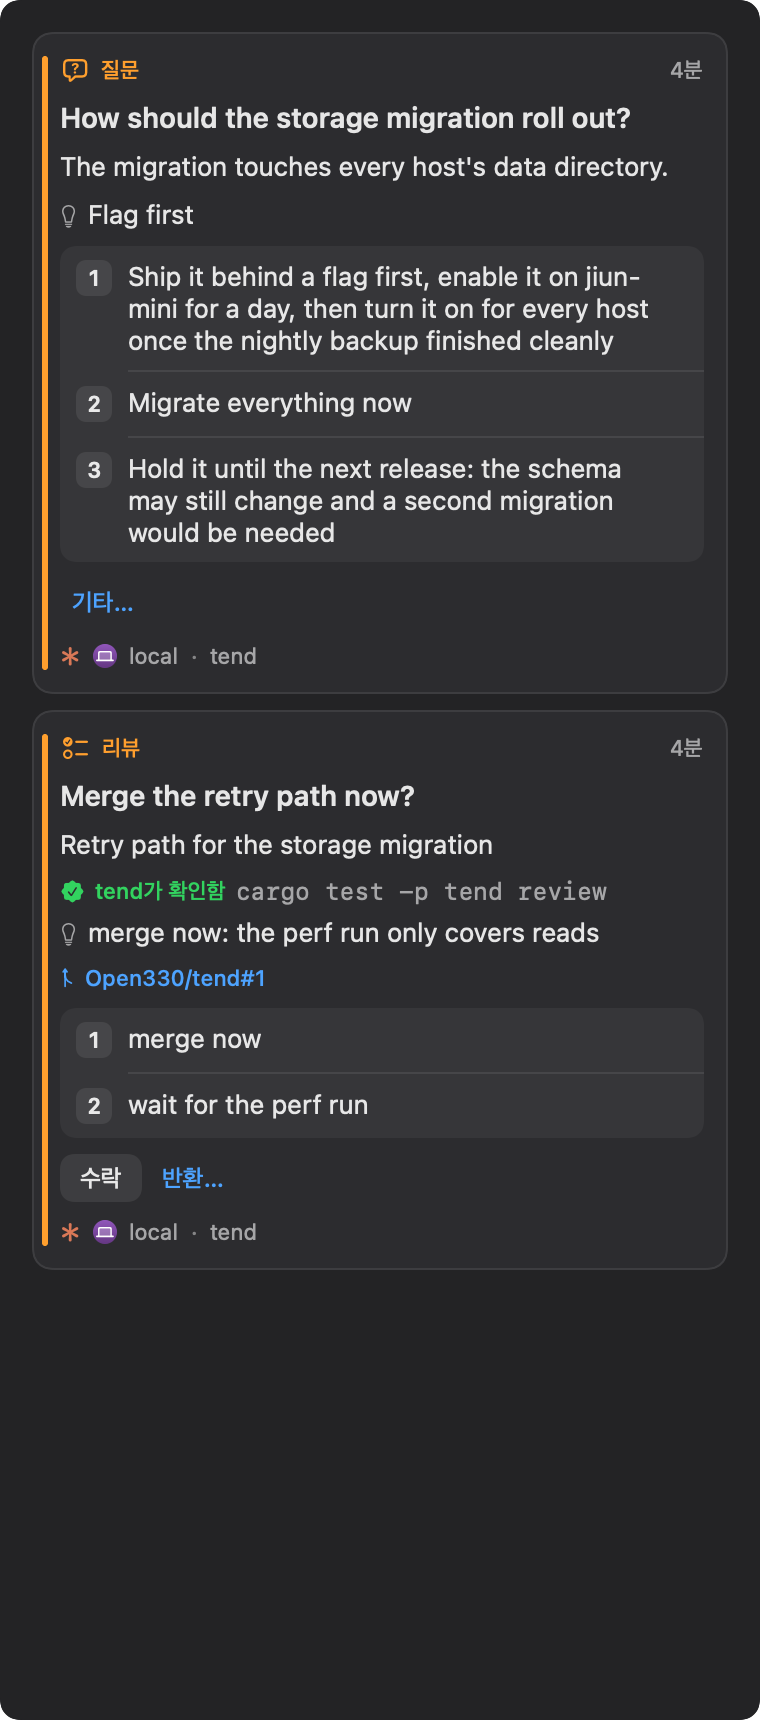 질문 4분
How should the storage migration roll out?
The migration touches every host's data directory.
Flag first
1 Ship it behind a flag first, enable it on jiun-
mini for a day, then turn it on for every host
once the nightly backup finished cleanly
2 Migrate everything now
3 Hold it until the next release: the schema
may still change and a second migration
would be needed
기타...
local · tend
리뷰 4분
Merge the retry path now?
Retry path for the storage migration
tend가 확인함 cargo test -p tend review
merge now: the perf run only covers reads
Open330/tend#1
1 merge now
2 wait for the perf run
수락 반환...
local · tend